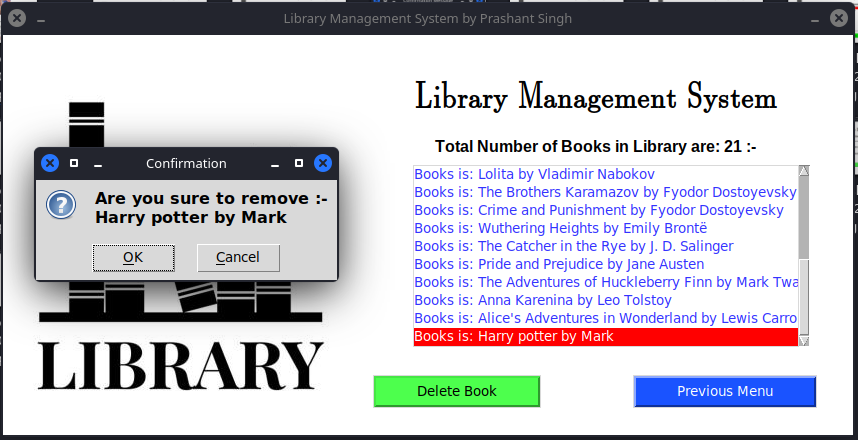 Library Management System by Prashant Singh
Library Management System
Total Number of Books in Library are: 21 :-
Confirmation
Are you sure to remove :-
Harry potter by Mark
OK
Cancel
Books is: Lolita by Vladimir Nabokov
Books is: The Brothers Karamazov by Fyodor Dostoyevsky
Books is: Crime and Punishment by Fyodor Dostoyevsky
Books is: Wuthering Heights by Emily Brontë
Books is: The Catcher in the Rye by J. D. Salinger
Books is: Pride and Prejudice by Jane Austen
Books is: The Adventures of Huckleberry Finn by Mark Twa
Books is: Anna Karenina by Leo Tolstoy
Books is: Alice's Adventures in Wonderland by Lewis Carro
Books is: Harry potter by Mark
LIBRARY
Delete Book
Previous Menu